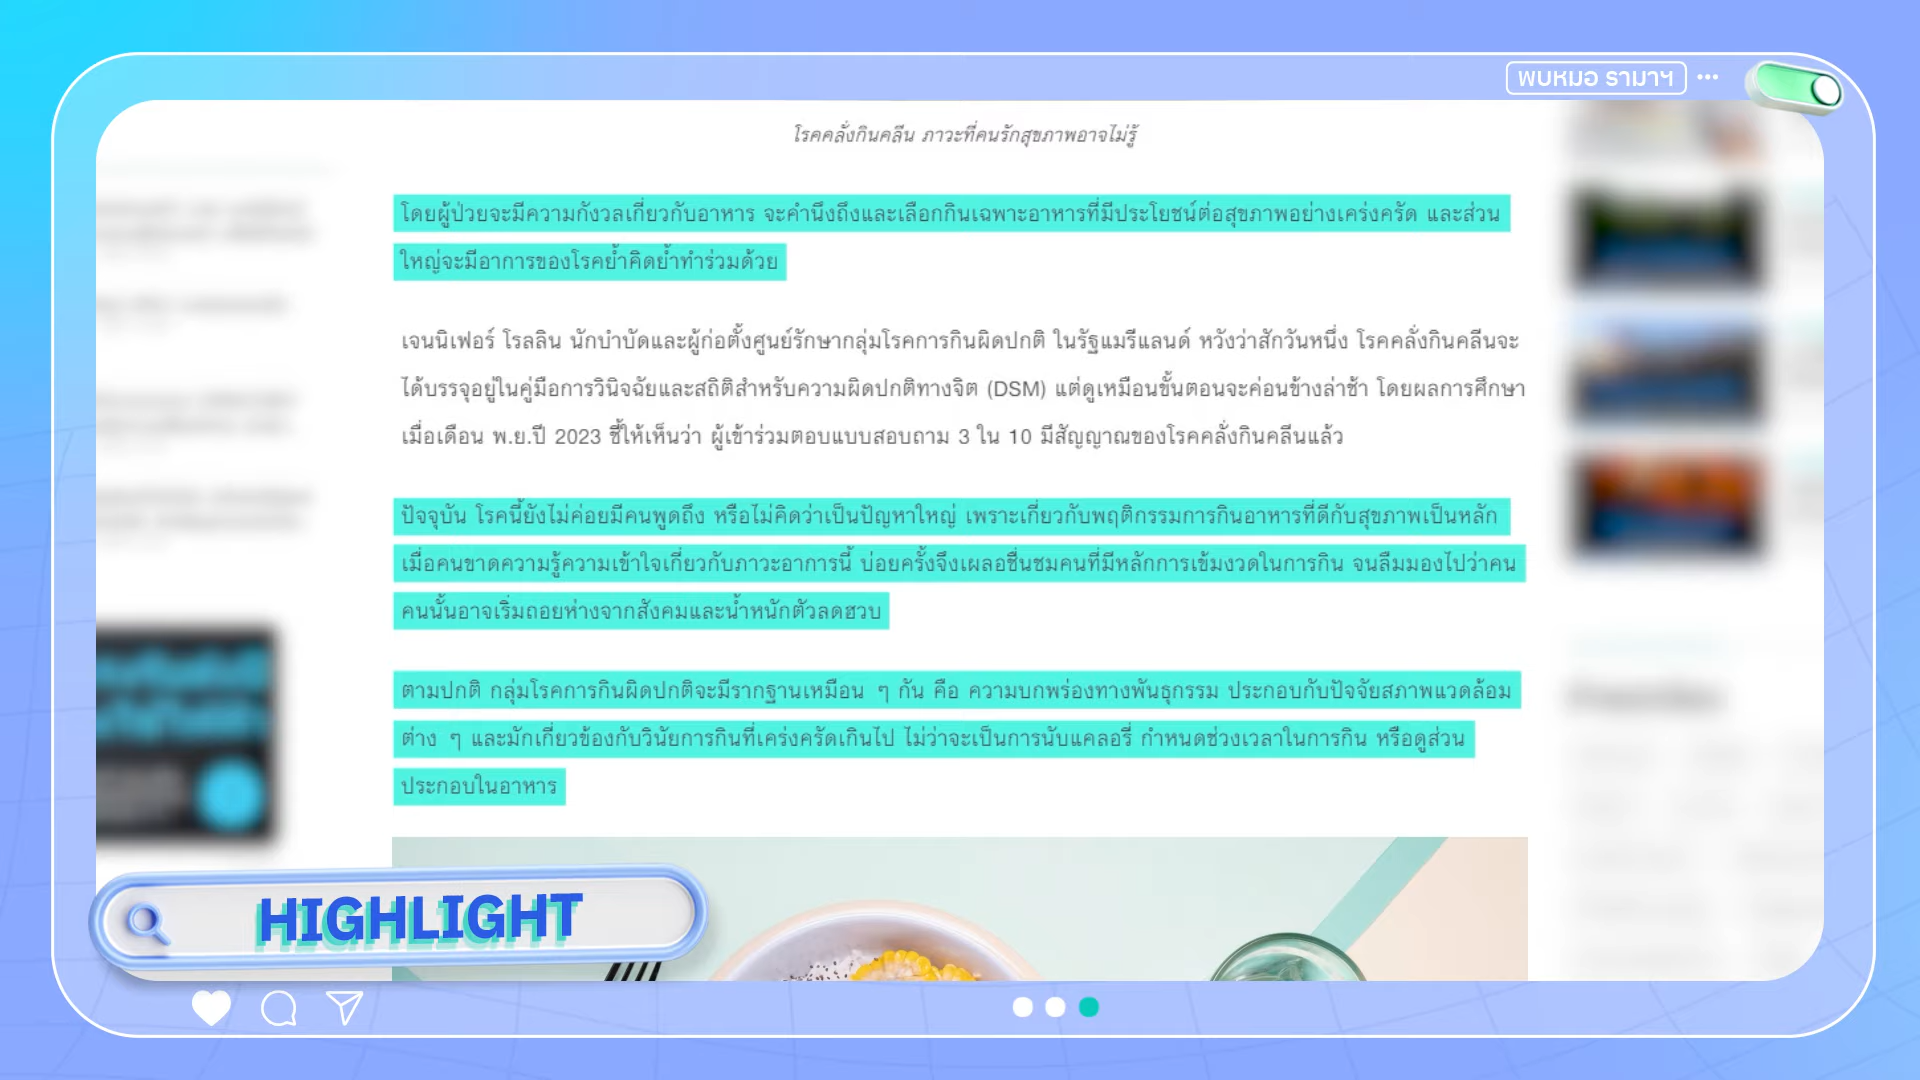 พบหมอ รามาฯ
โรคคลั่งกินคลีน ภาวะที่คนรักสุขภาพอาจไม่รู้
โดยผู้ป่วยจะมีความกังวลเกี่ยวกับอาหาร จะคำนึงถึงและเลือกกินเฉพาะอาหารที่มีประโยชน์ต่อสุขภาพอย่างเคร่งครัด และส่วน
ใหญ่จะมีอาการของโรคย้ำคิดย้ำทำร่วมด้วย
เจนนิเฟอร์ โรลลิน นักบำบัดและผู้ก่อตั้งศูนย์รักษากลุ่มโรคการกินผิดปกติ ในรัฐแมรีแลนด์ หวังว่าสักวันหนึ่ง โรคคลั่งกินคลีนจะ
ได้บรรจุอยู่ในคู่มือการวินิจฉัยและสถิติสำหรับความผิดปกติทางจิต (DSM) แต่ดูเหมือนขั้นตอนจะค่อนข้างล่าช้า โดยผลการศึกษา
เมื่อเดือน พ.ย.ปี 2023 ชี้ให้เห็นว่า ผู้เข้าร่วมตอบแบบสอบถาม 3 ใน 10 มีสัญญาณของโรคคลั่งกินคลีนแล้ว
ปัจจุบัน โรคนี้ยังไม่ค่อยมีคนพูดถึง หรือไม่คิดว่าเป็นปัญหาใหญ่ เพราะเกี่ยวกับพฤติกรรมการกินอาหารที่ดีกับสุขภาพเป็นหลัก
เมื่อคนขาดความรู้ความเข้าใจเกี่ยวกับภาวะอาการนี้ บ่อยครั้งจึงเผลอชื่นชมคนที่มีหลักการเข้มงวดในการกิน จนลืมมองไปว่าคน
คนนั้นอาจเริ่มถอยห่างจากสังคมและน้ำหนักตัวลดฮวบ
ตามปกติ กลุ่มโรคการกินผิดปกติจะมีรากฐานเหมือน ๆ กัน คือ ความบกพร่องทางพันธุกรรม ประกอบกับปัจจัยสภาพแวดล้อม
ต่าง ๆ และมักเกี่ยวข้องกับวินัยการกินที่เคร่งครัดเกินไป ไม่ว่าจะเป็นการนับแคลอรี่ กำหนดช่วงเวลาในการกิน หรือดูส่วน
ประกอบในอาหาร
HIGHLIGHT